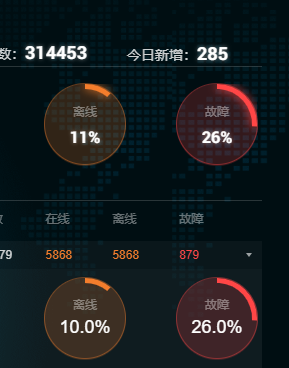 数：314453 今日新增：285
离线 故障
11% 26%
在线 离线 故障
79 5868 5868 879
离线 故障
10.0% 26.0%